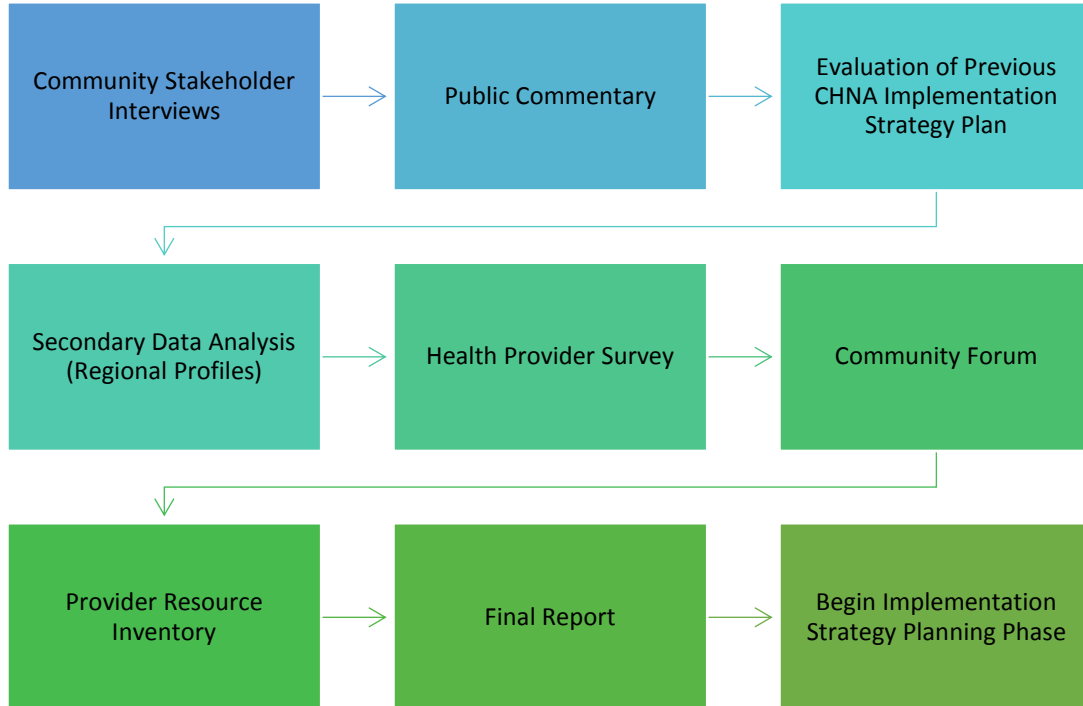 Community Stakeholder
Interviews
Public Commentary
Evaluation of Previous
CHNA Implementation
Strategy Plan
Secondary Data Analysis
(Regional Profiles)
Health Provider Survey
Community Forum
Provider Resource
Inventory
Final Report
Begin Implementation
Strategy Planning Phase